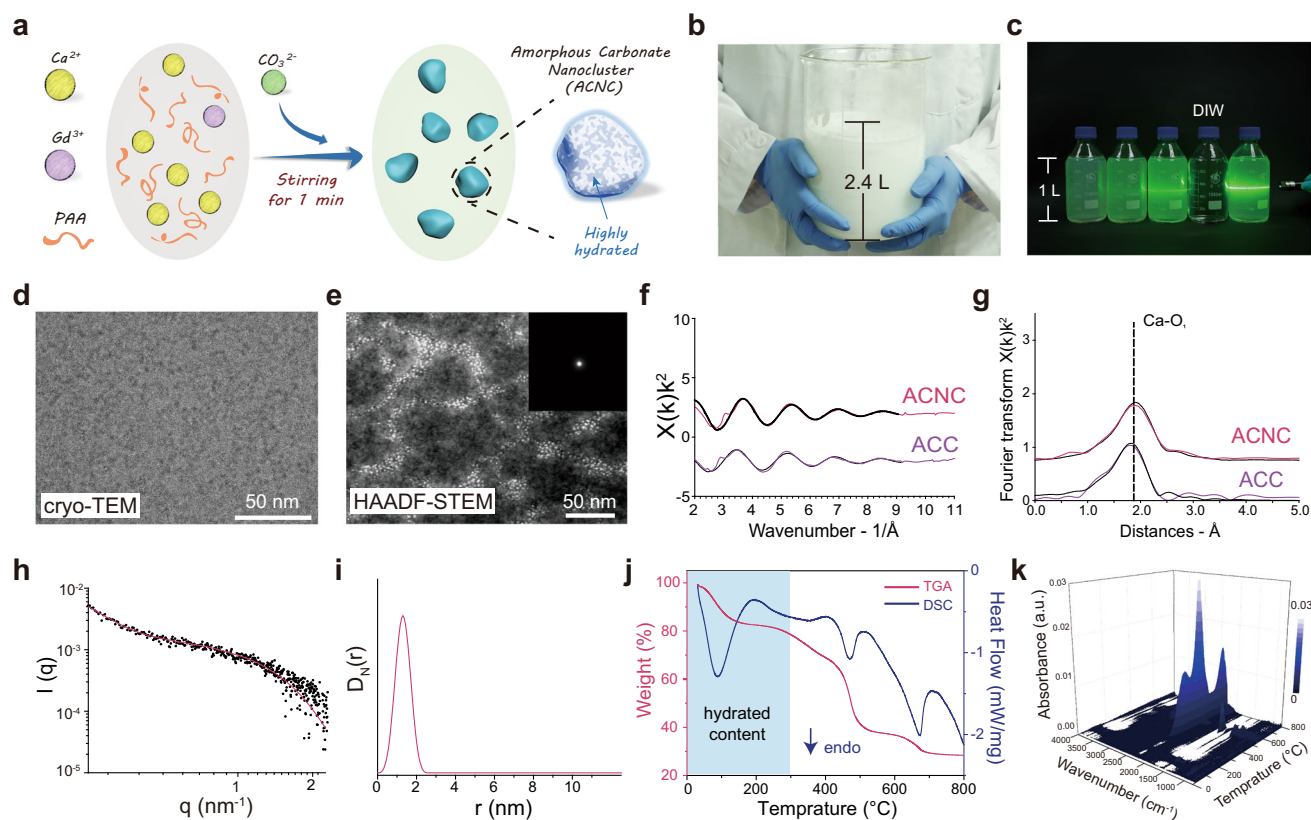 a
Ca²⁺
Gd³⁺
PAA
CO₃²⁻
Stirring
for 1 min
Amorphous Carbonate
Nanocluster
(ACNC)
Highly
hydrated
b
2.4 L
c
DIW
1 L
d
cryo-TEM
50 nm
e
HAADF-STEM
50 nm
f
X(k)k²
10
5
0
-5
2 3 4 5 6 7 8 9 10 11
Wavenumber - 1/Å
ACNC
ACC
g
Fourier transform X(k)k²
3
2
1
0
0.0 1.0 2.0 3.0 4.0 5.0
Distances - Å
Ca-O₁
ACNC
ACC
h
I (q)
10⁻²
10⁻³
10⁻⁴
10⁻⁵
1 2
q (nm⁻¹)
i
D_N(r)
0 2 4 6 8 10
r (nm)
j
Weight (%)
100
80
60
40
20
0 200 400 600 800
Temprature (°C)
TGA
DSC
hydrated
content
endo
0
-1
-2
Heat Flow (mW/mg)
k
Absorbance (a.u.)
0.03
0.02
0.01
0.00
4000
3500
3000
2500
2000
1500
1000
Wavenumber (cm⁻¹)
0
200
400
600
800
Temprature (°C)
0.03
0